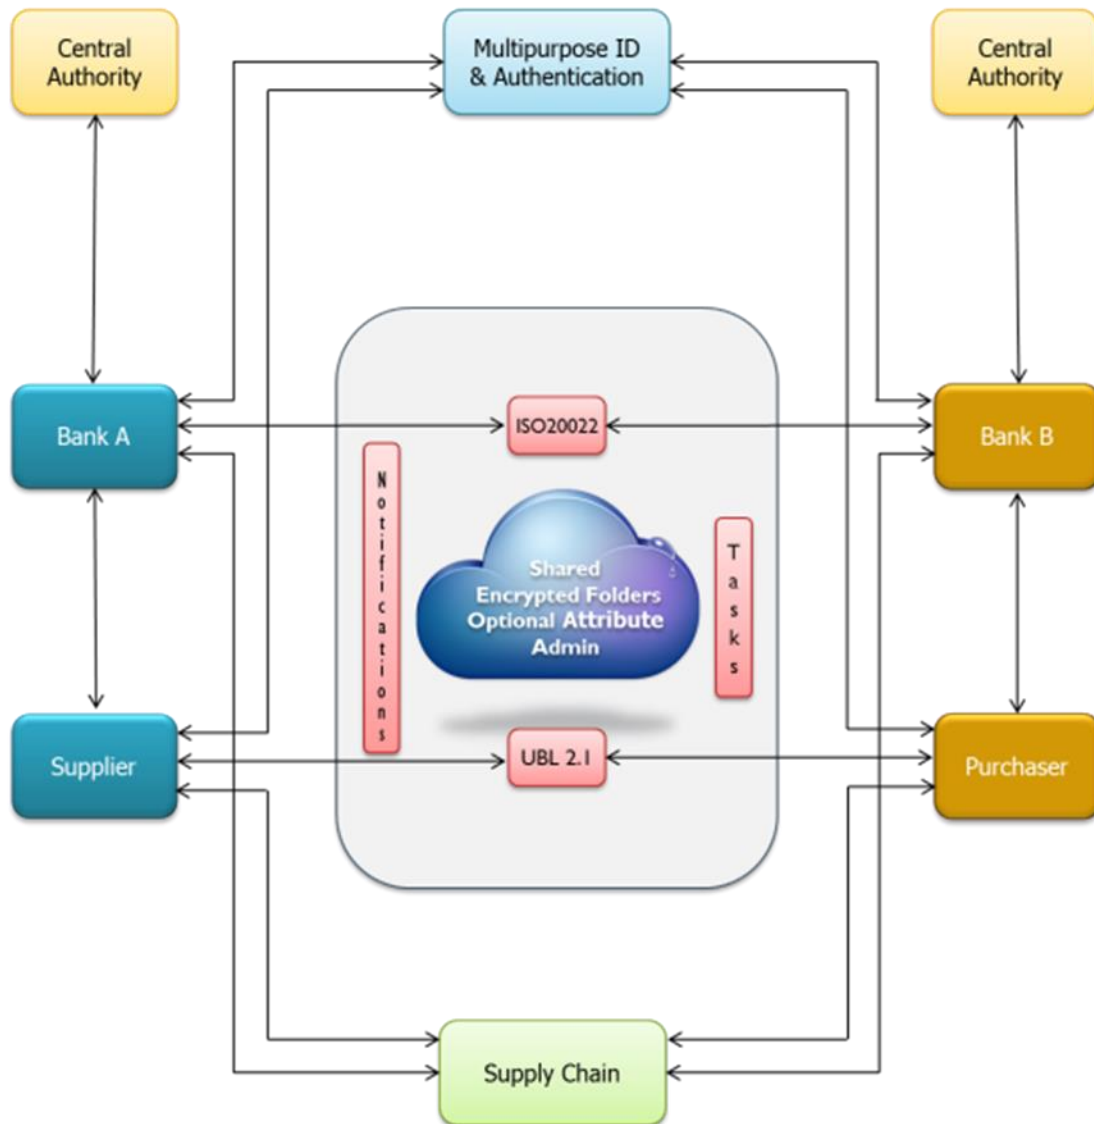 Central
Authority
Multipurpose ID
& Authentication
Central
Authority
Bank A
ISO20022
Bank B
Notifications
Shared
Encrypted Folders
Optional Attribute
Admin
Tasks
Supplier
UBL 2.1
Purchaser
Supply Chain